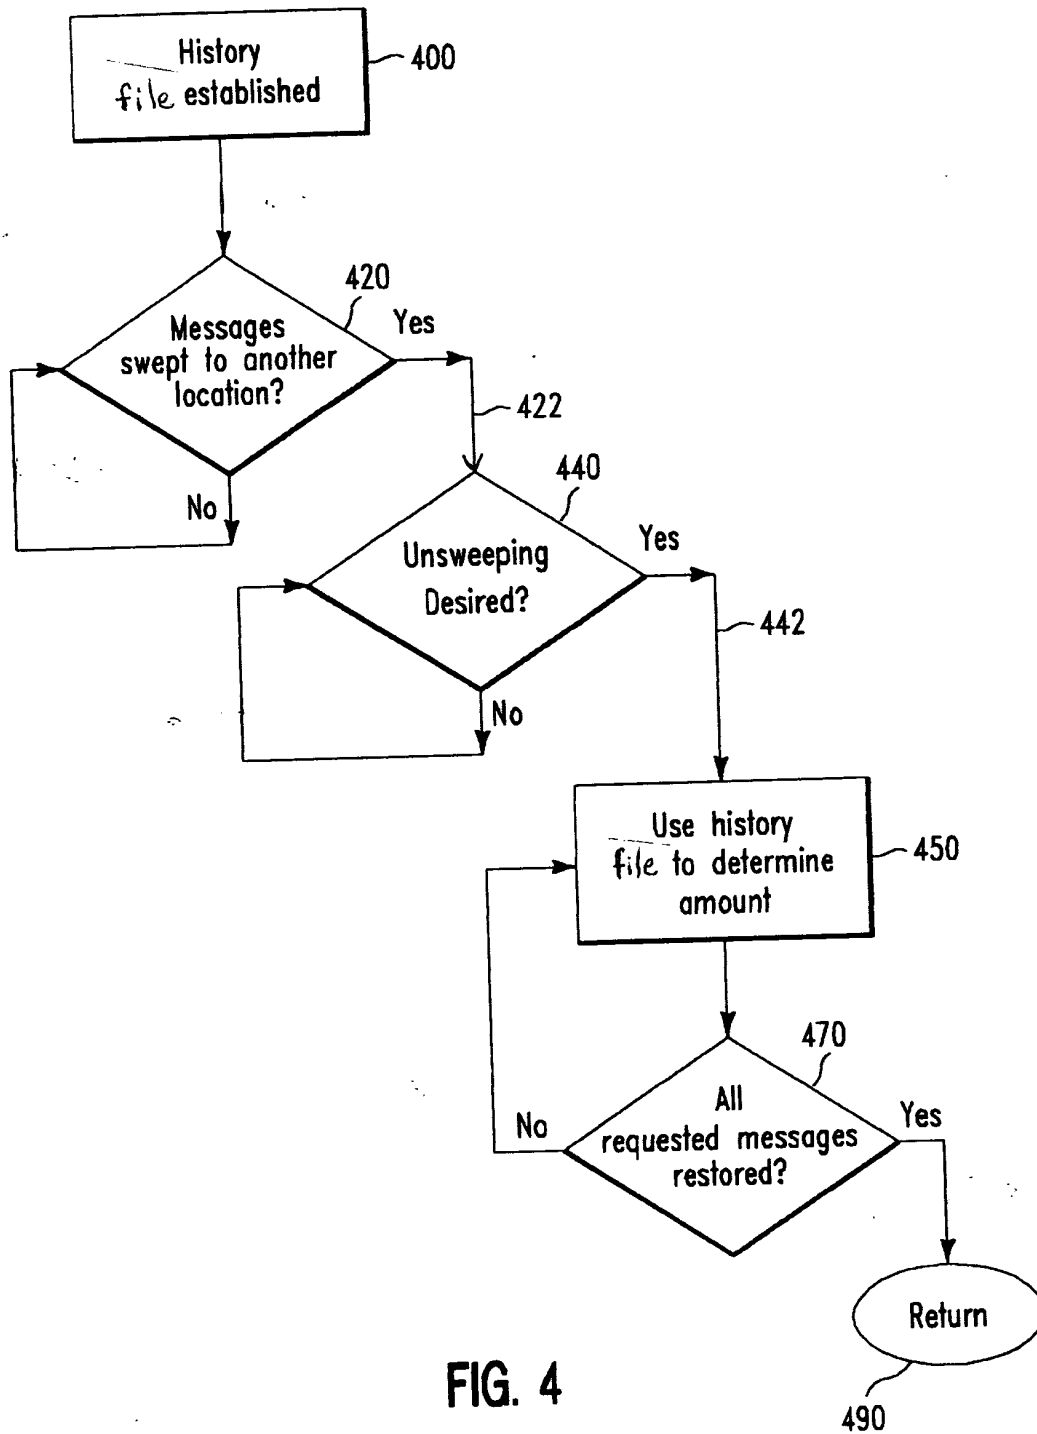 History
file established
400
420
Messages
swept to another
location?
Yes
422
No
440
Unsweeping
Desired?
Yes
442
No
Use history
file to determine
amount
450
470
All
requested messages
restored?
No
Yes
Return
490
FIG. 4